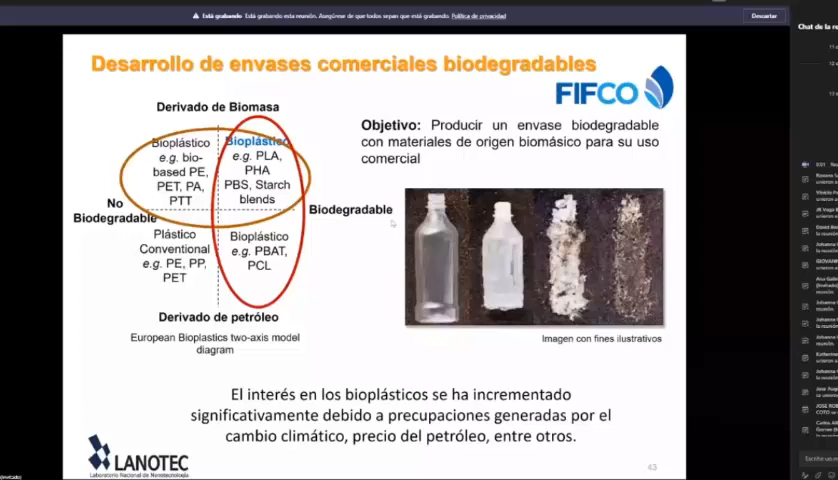 Está grabando Está grabando esta reunión. Asegúrese de que todos sepan que está grabando. Política de privacidad
Descartar
Chat de la re
Desarrollo de envases comerciales biodegradables
FIFCO
Derivado de Biomasa
Bioplástico
e.g. bio-
based PE,
PET, PA,
PTT
Bioplástico
e.g. PLA,
PHA
PBS, Starch
blends
No
Biodegradable
Biodegradable
Plástico
Conventional
e.g. PE, PP,
PET
Bioplástico
e.g. PBAT,
PCL
Derivado de petróleo
European Bioplastics two-axis model
diagram
Objetivo: Producir un envase biodegradable
con materiales de origen biomásico para su uso
comercial
Imagen con fines ilustrativos
El interés en los bioplásticos se ha incrementado
significativamente debido a precupaciones generadas por el
cambio climático, precio del petróleo, entre otros.
LANOTEC
Laboratorio Nacional de Nanotecnología
43